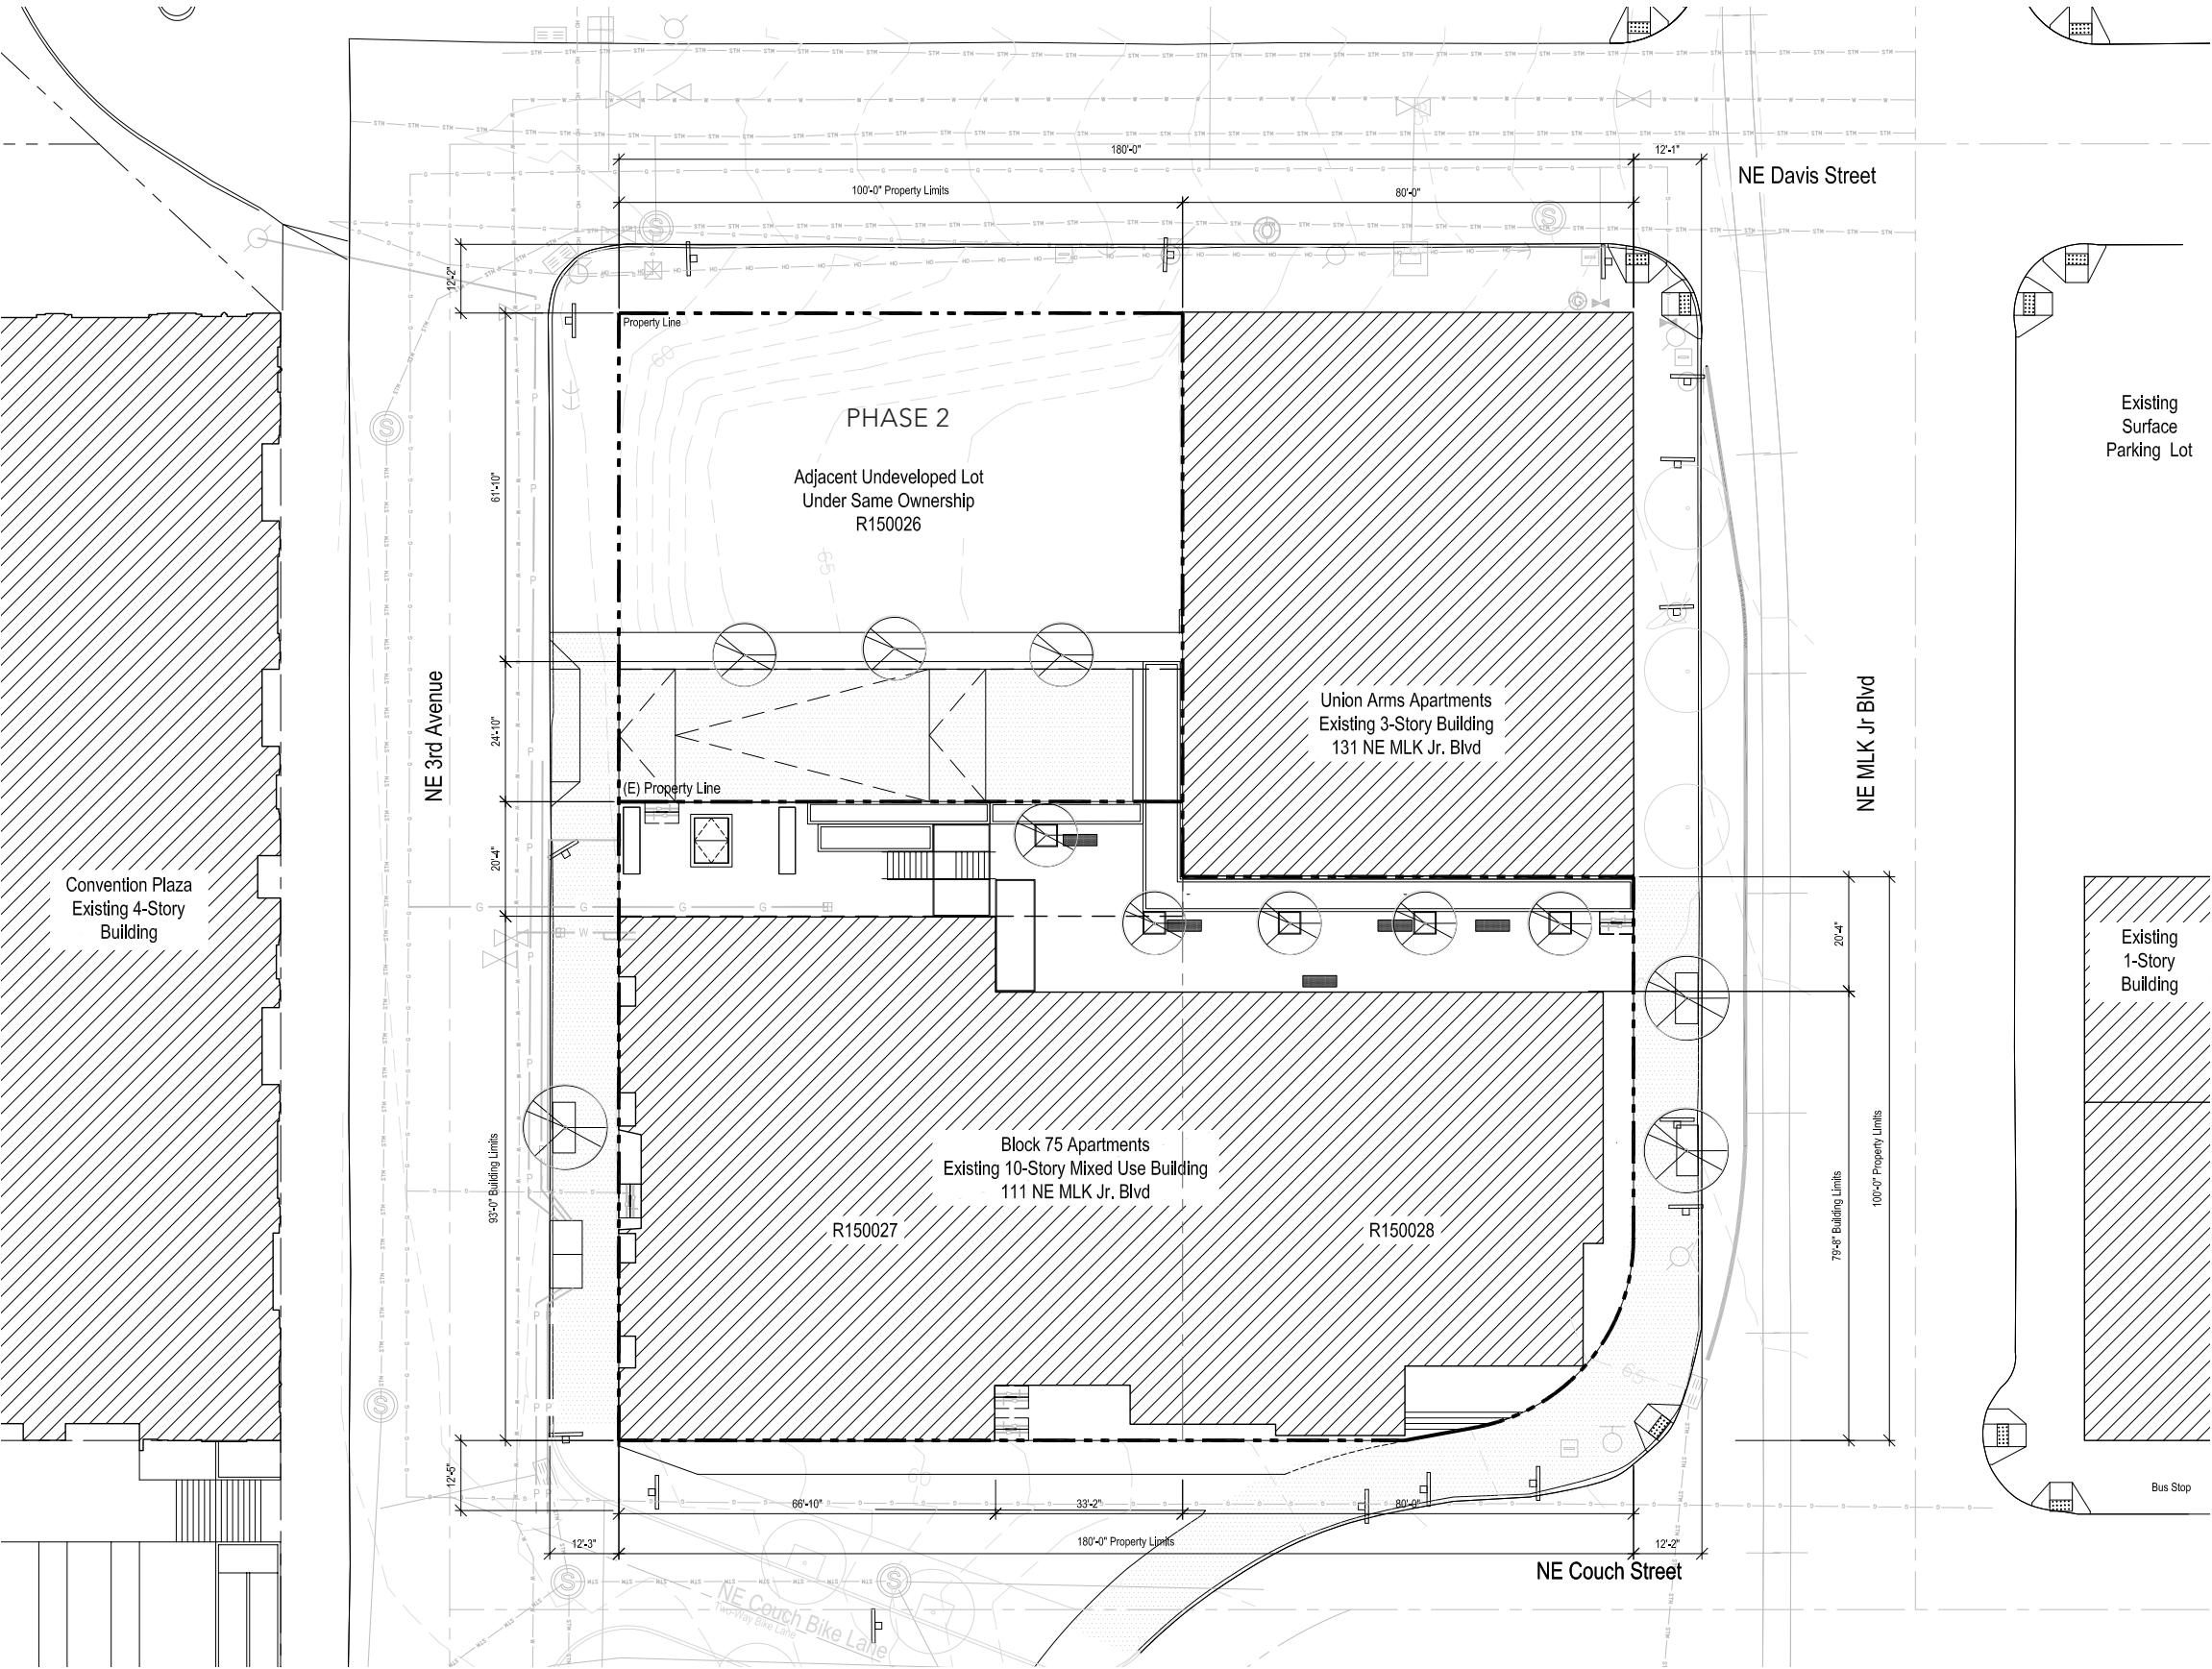 180'-0"
12'-1"
NE Davis Street
100'-0" Property Limits
80'-0"
12'-2"
Property Line
60
PHASE 2
Existing
Surface
Parking Lot
Adjacent Undeveloped Lot
Under Same Ownership
R150026
61'-10"
65
NE 3rd Avenue
Union Arms Apartments
Existing 3-Story Building
131 NE MLK Jr. Blvd
NE MLK Jr Blvd
24'-10"
(E) Property Line
20'-4"
Convention Plaza
Existing 4-Story
Building
20'-4"
Existing
1-Story
Building
93'-0" Building Limits
Block 75 Apartments
Existing 10-Story Mixed Use Building
111 NE MLK Jr. Blvd
R150027
R150028
79'-8" Building Limits
100'-0" Property Limits
65
60
12'-5"
Bus Stop
66'-10"
33'-2"
80'-0"
12'-3"
180'-0" Property Limits
12'-2"
NE Couch Street
NE Couch Bike Lane
Two-Way Bike Lane